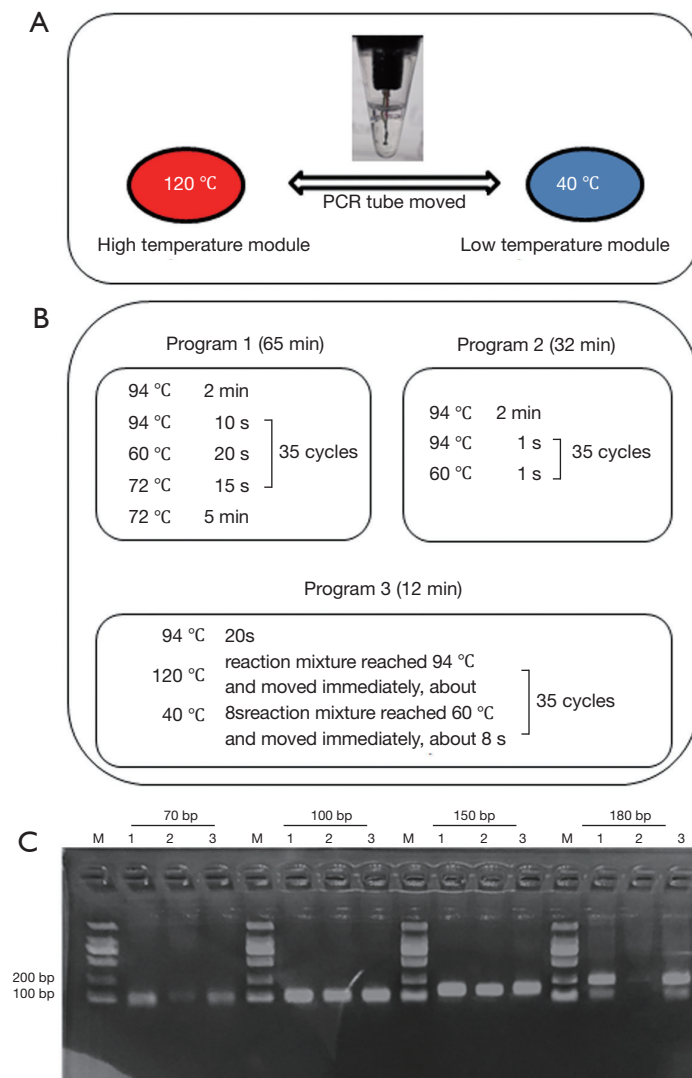 A
120 ℃
40 ℃
PCR tube moved
High temperature module
Low temperature module
B
Program 1 (65 min)
94 ℃ 2 min
94 ℃ 10 s
60 ℃ 20 s
35 cycles
72 ℃ 15 s
72 ℃ 5 min
Program 2 (32 min)
94 ℃ 2 min
94 ℃ 1 s
35 cycles
60 ℃ 1 s
Program 3 (12 min)
94 ℃ 20s
120 ℃ reaction mixture reached 94 ℃
and moved immediately, about
35 cycles
40 ℃ 8sreaction mixture reached 60 ℃
and moved immediately, about 8 s
C
70 bp 100 bp 150 bp 180 bp
M 1 2 3 M 1 2 3 M 1 2 3 M 1 2 3
200 bp
100 bp